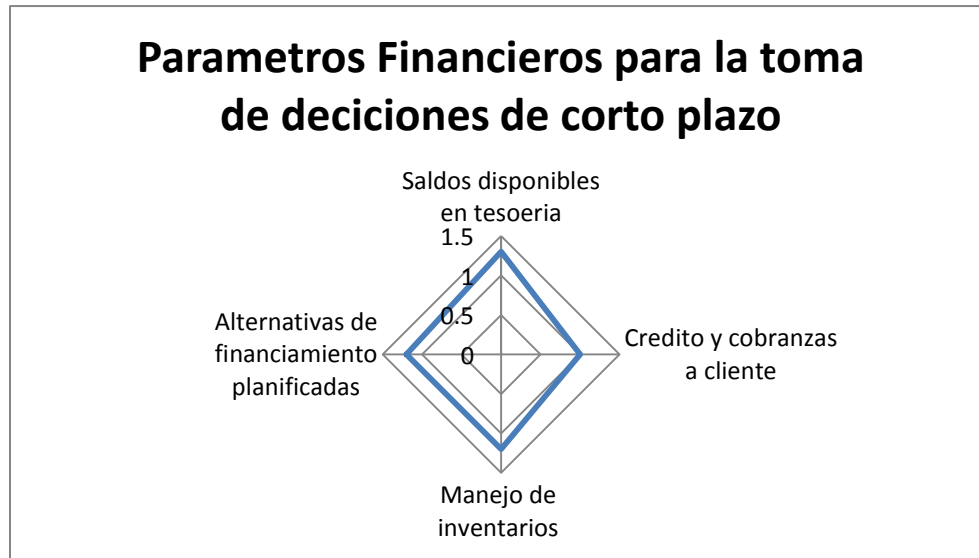 Parametros Financieros para la toma
de deciciones de corto plazo
Saldos disponibles
en tesoeria
1.5
1
0.5
0
Alternativas de
financiamiento
planificadas
Credito y cobranzas
a cliente
Manejo de
inventarios